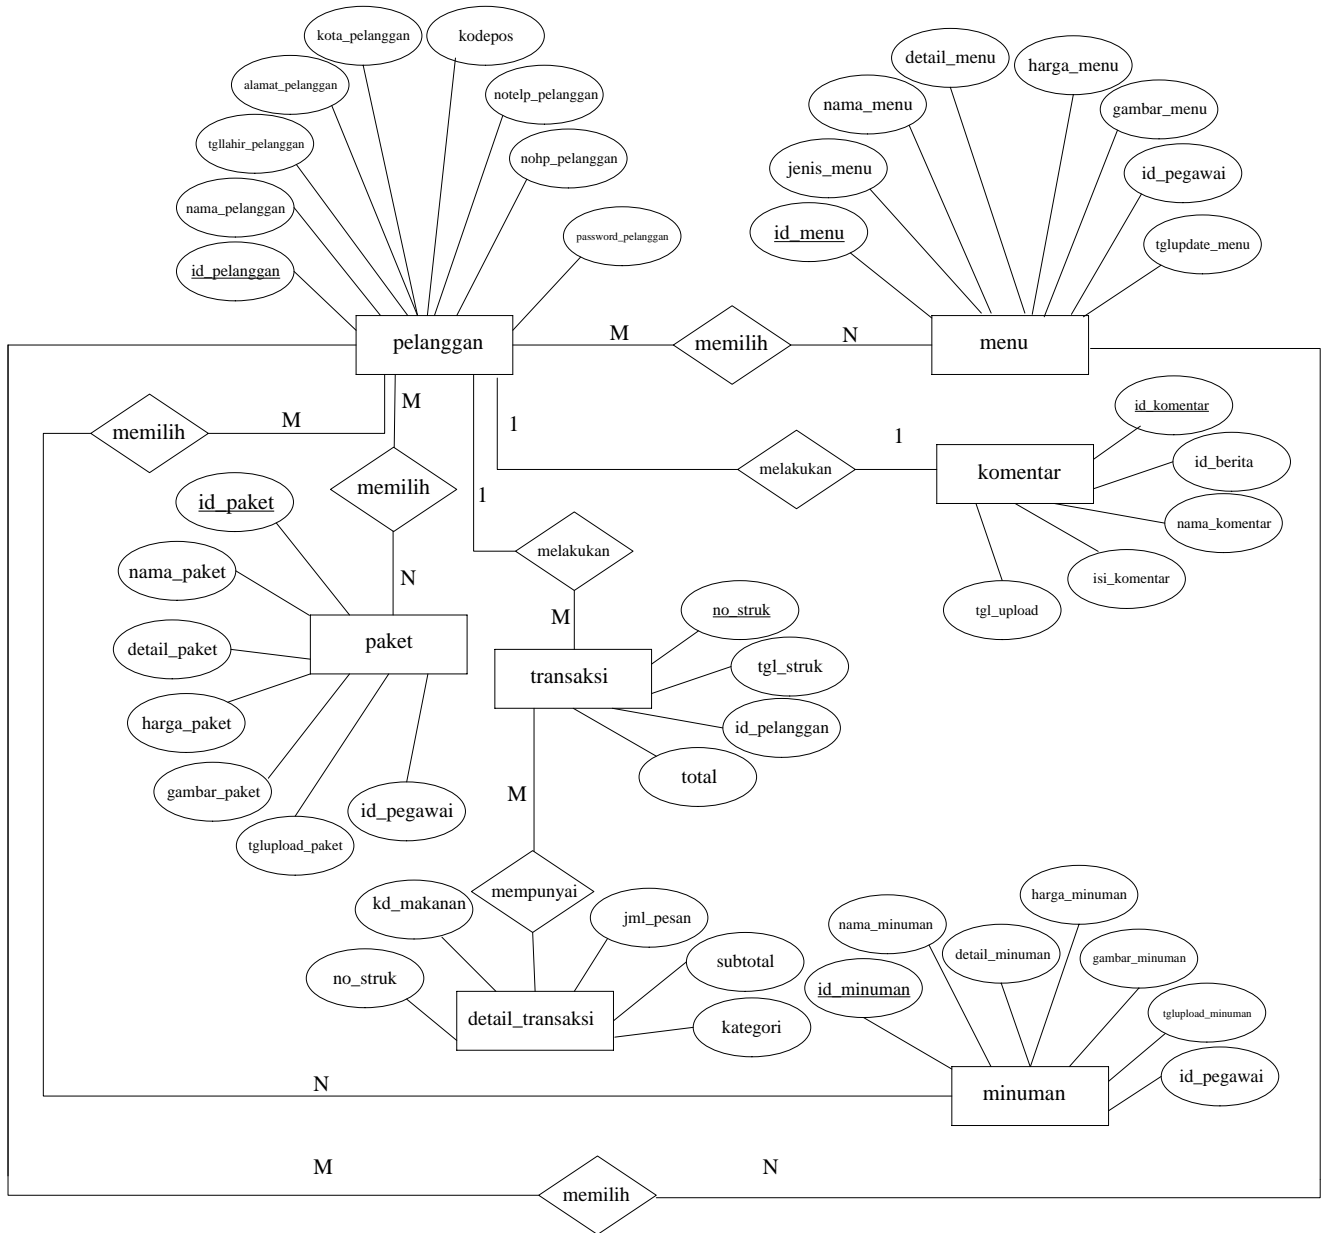 kota_pelanggan
kodepos
alamat_pelanggan
notelp_pelanggan
tgllahir_pelanggan
nohp_pelanggan
nama_pelanggan
password_pelanggan
id_pelanggan
pelanggan
detail_menu
harga_menu
nama_menu
gambar_menu
jenis_menu
id_pegawai
id_menu
tglupdate_menu
M
memilih
N
menu
memilih
M
M
memilih
N
1
1
melakukan
1
melakukan
M
id_komentar
komentar
id_berita
nama_komentar
isi_komentar
tgl_upload
id_paket
nama_paket
paket
detail_paket
harga_paket
gambar_paket
tglupload_paket
id_pegawai
no_struk
transaksi
tgl_struk
id_pelanggan
total
M
mempunyai
kd_makanan
jml_pesan
no_struk
subtotal
detail_transaksi
kategori
harga_minuman
nama_minuman
detail_minuman
gambar_minuman
id_minuman
tglupload_minuman
id_pegawai
minuman
N
M
memilih
N